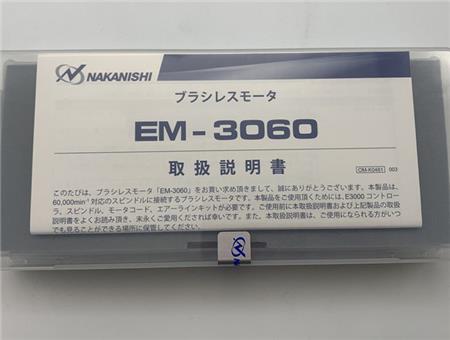 NAKANISHI
ブラシレスモータ
EM-3060
取扱説明書
OM-K0481 003
このたびは、ブラシレスモータ「EM-3060」をお買い求め頂きまして、誠にありがとうございます。本製品は、
60,000min⁻¹対応のスピンドルに接続するブラシレスモータです。本製品をご使用頂くためには、E3000コントロー
ラ、スピンドル、モータコード、エアーラインキットが必要です。ご使用前に本取扱説明書および上記製品の取扱
説明書をよくお読み頂き、末永くご愛用くだされば幸いです。また、本取扱説明書は、ご使用になられる方がいつ
でも見ることができる場所に保管してください。